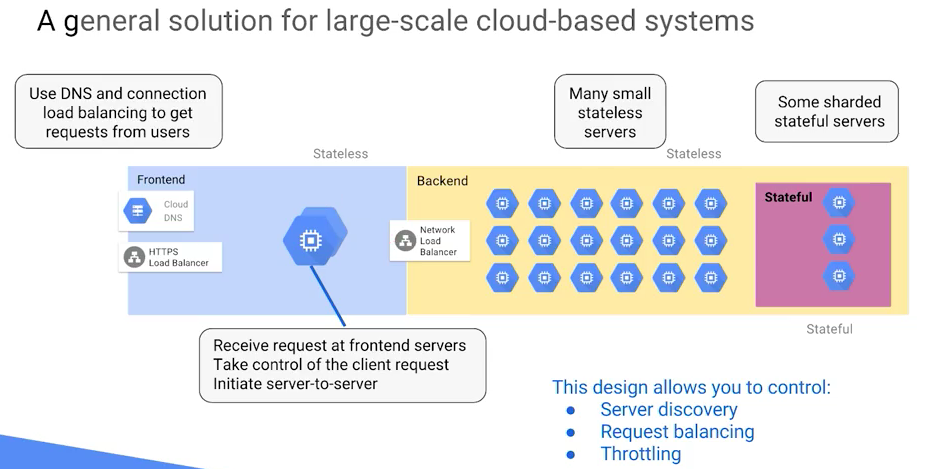 A general solution for large-scale cloud-based systems
Use DNS and connection
load balancing to get
requests from users
Many small
stateless
servers
Some sharded
stateful servers
Stateless
Stateless
Frontend
Cloud
DNS
HTTPS
Load Balancer
Backend
Network
Load
Balancer
Stateful
Stateful
Receive request at frontend servers
Take control of the client request
Initiate server-to-server
This design allows you to control:
● Server discovery
● Request balancing
● Throttling